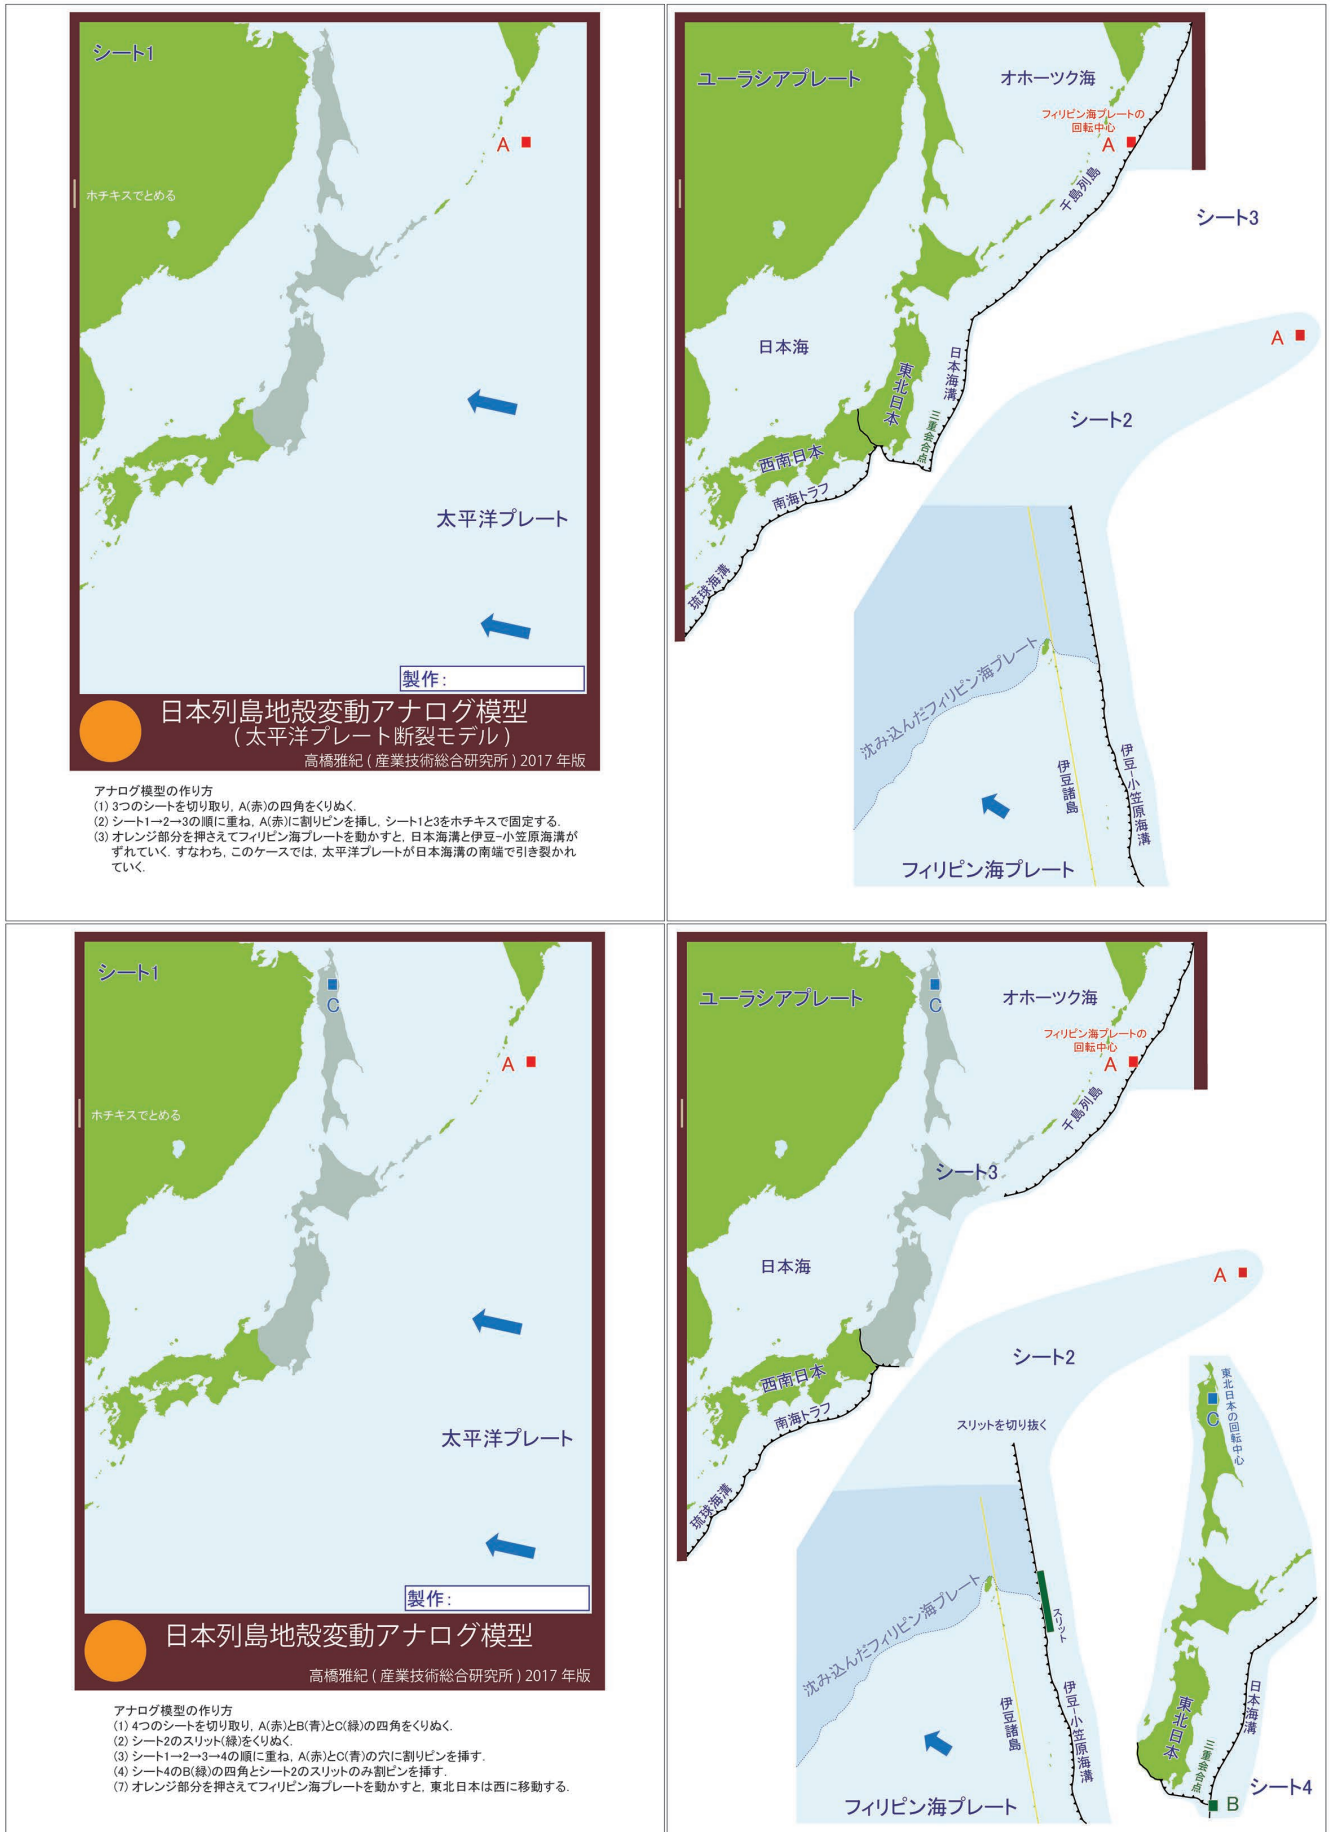 シート1
A
ホチキスでとめる
太平洋プレート
製作:
日本列島地殻変動アナログ模型
(太平洋プレート断裂モデル)
高橋雅紀(産業技術総合研究所)2017年版
アナログ模型の作り方
(1) 3つのシートを切り取り, A(赤)の四角をくりぬく.
(2) シート1→2→3の順に重ね, A(赤)に割りピンを挿し, シート1と3をホチキスで固定する.
(3) オレンジ部分を押さえてフィリピン海プレートを動かすと, 日本海溝と伊豆-小笠原海溝が
ずれていく. すなわち, このケースでは, 太平洋プレートが日本海溝の南端で引き裂かれ
ていく.
ユーラシアプレート
オホーツク海
フィリピン海プレートの
回転中心
A
千島列島
シート3
日本海
東北日本
日本海溝
三重会合点
西南日本
南海トラフ
琉球海溝
A
シート2
沈み込んだフィリピン海プレート
伊豆諸島
伊豆-小笠原海溝
フィリピン海プレート
シート1
C
A
ホチキスでとめる
太平洋プレート
製作:
日本列島地殻変動アナログ模型
高橋雅紀(産業技術総合研究所)2017年版
アナログ模型の作り方
(1) 4つのシートを切り取り, A(赤)とB(青)とC(緑)の四角をくりぬく.
(2) シート2のスリット(緑)をくりぬく.
(3) シート1→2→3→4の順に重ね, A(赤)とC(青)の穴に割りピンを挿す.
(4) シート4のB(緑)の四角とシート2のスリットのみ割ピンを挿す.
(7) オレンジ部分を押さえてフィリピン海プレートを動かすと, 東北日本は西に移動する.
ユーラシアプレート
C
オホーツク海
フィリピン海プレートの
回転中心
A
千島列島
シート3
日本海
西南日本
南海トラフ
琉球海溝
A
シート2
スリットを切り抜く
スリット
沈み込んだフィリピン海プレート
伊豆諸島
伊豆-小笠原海溝
フィリピン海プレート
東北日本の回転中心
C
東北日本
日本海溝
三重会合点
シート4
B